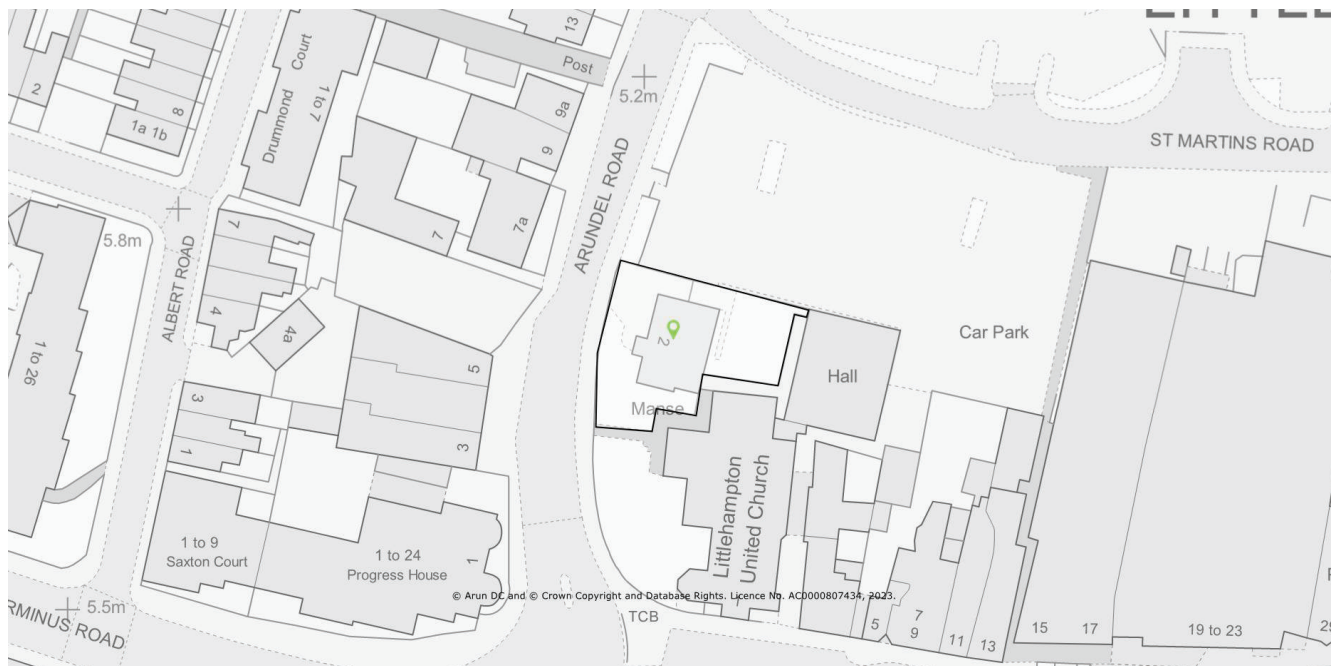 13
Post
5.2m
2
8
1a 1b
Drummond Court
1 to 7
9a
9
ARUNDEL ROAD
ST MARTINS ROAD
5.8m
ALBERT ROAD
7
4
4a
7
7a
1 to 26
5
3
2
Manse
Hall
Car Park
3
1
Littlehampton
United Church
1 to 9
Saxton Court
1 to 24
Progress House
1
© Arun DC and © Crown Copyright and Database Rights. Licence No. AC0000807434, 2023.
5.5m
TCB
5
7
9
11
13
15
17
19 to 23